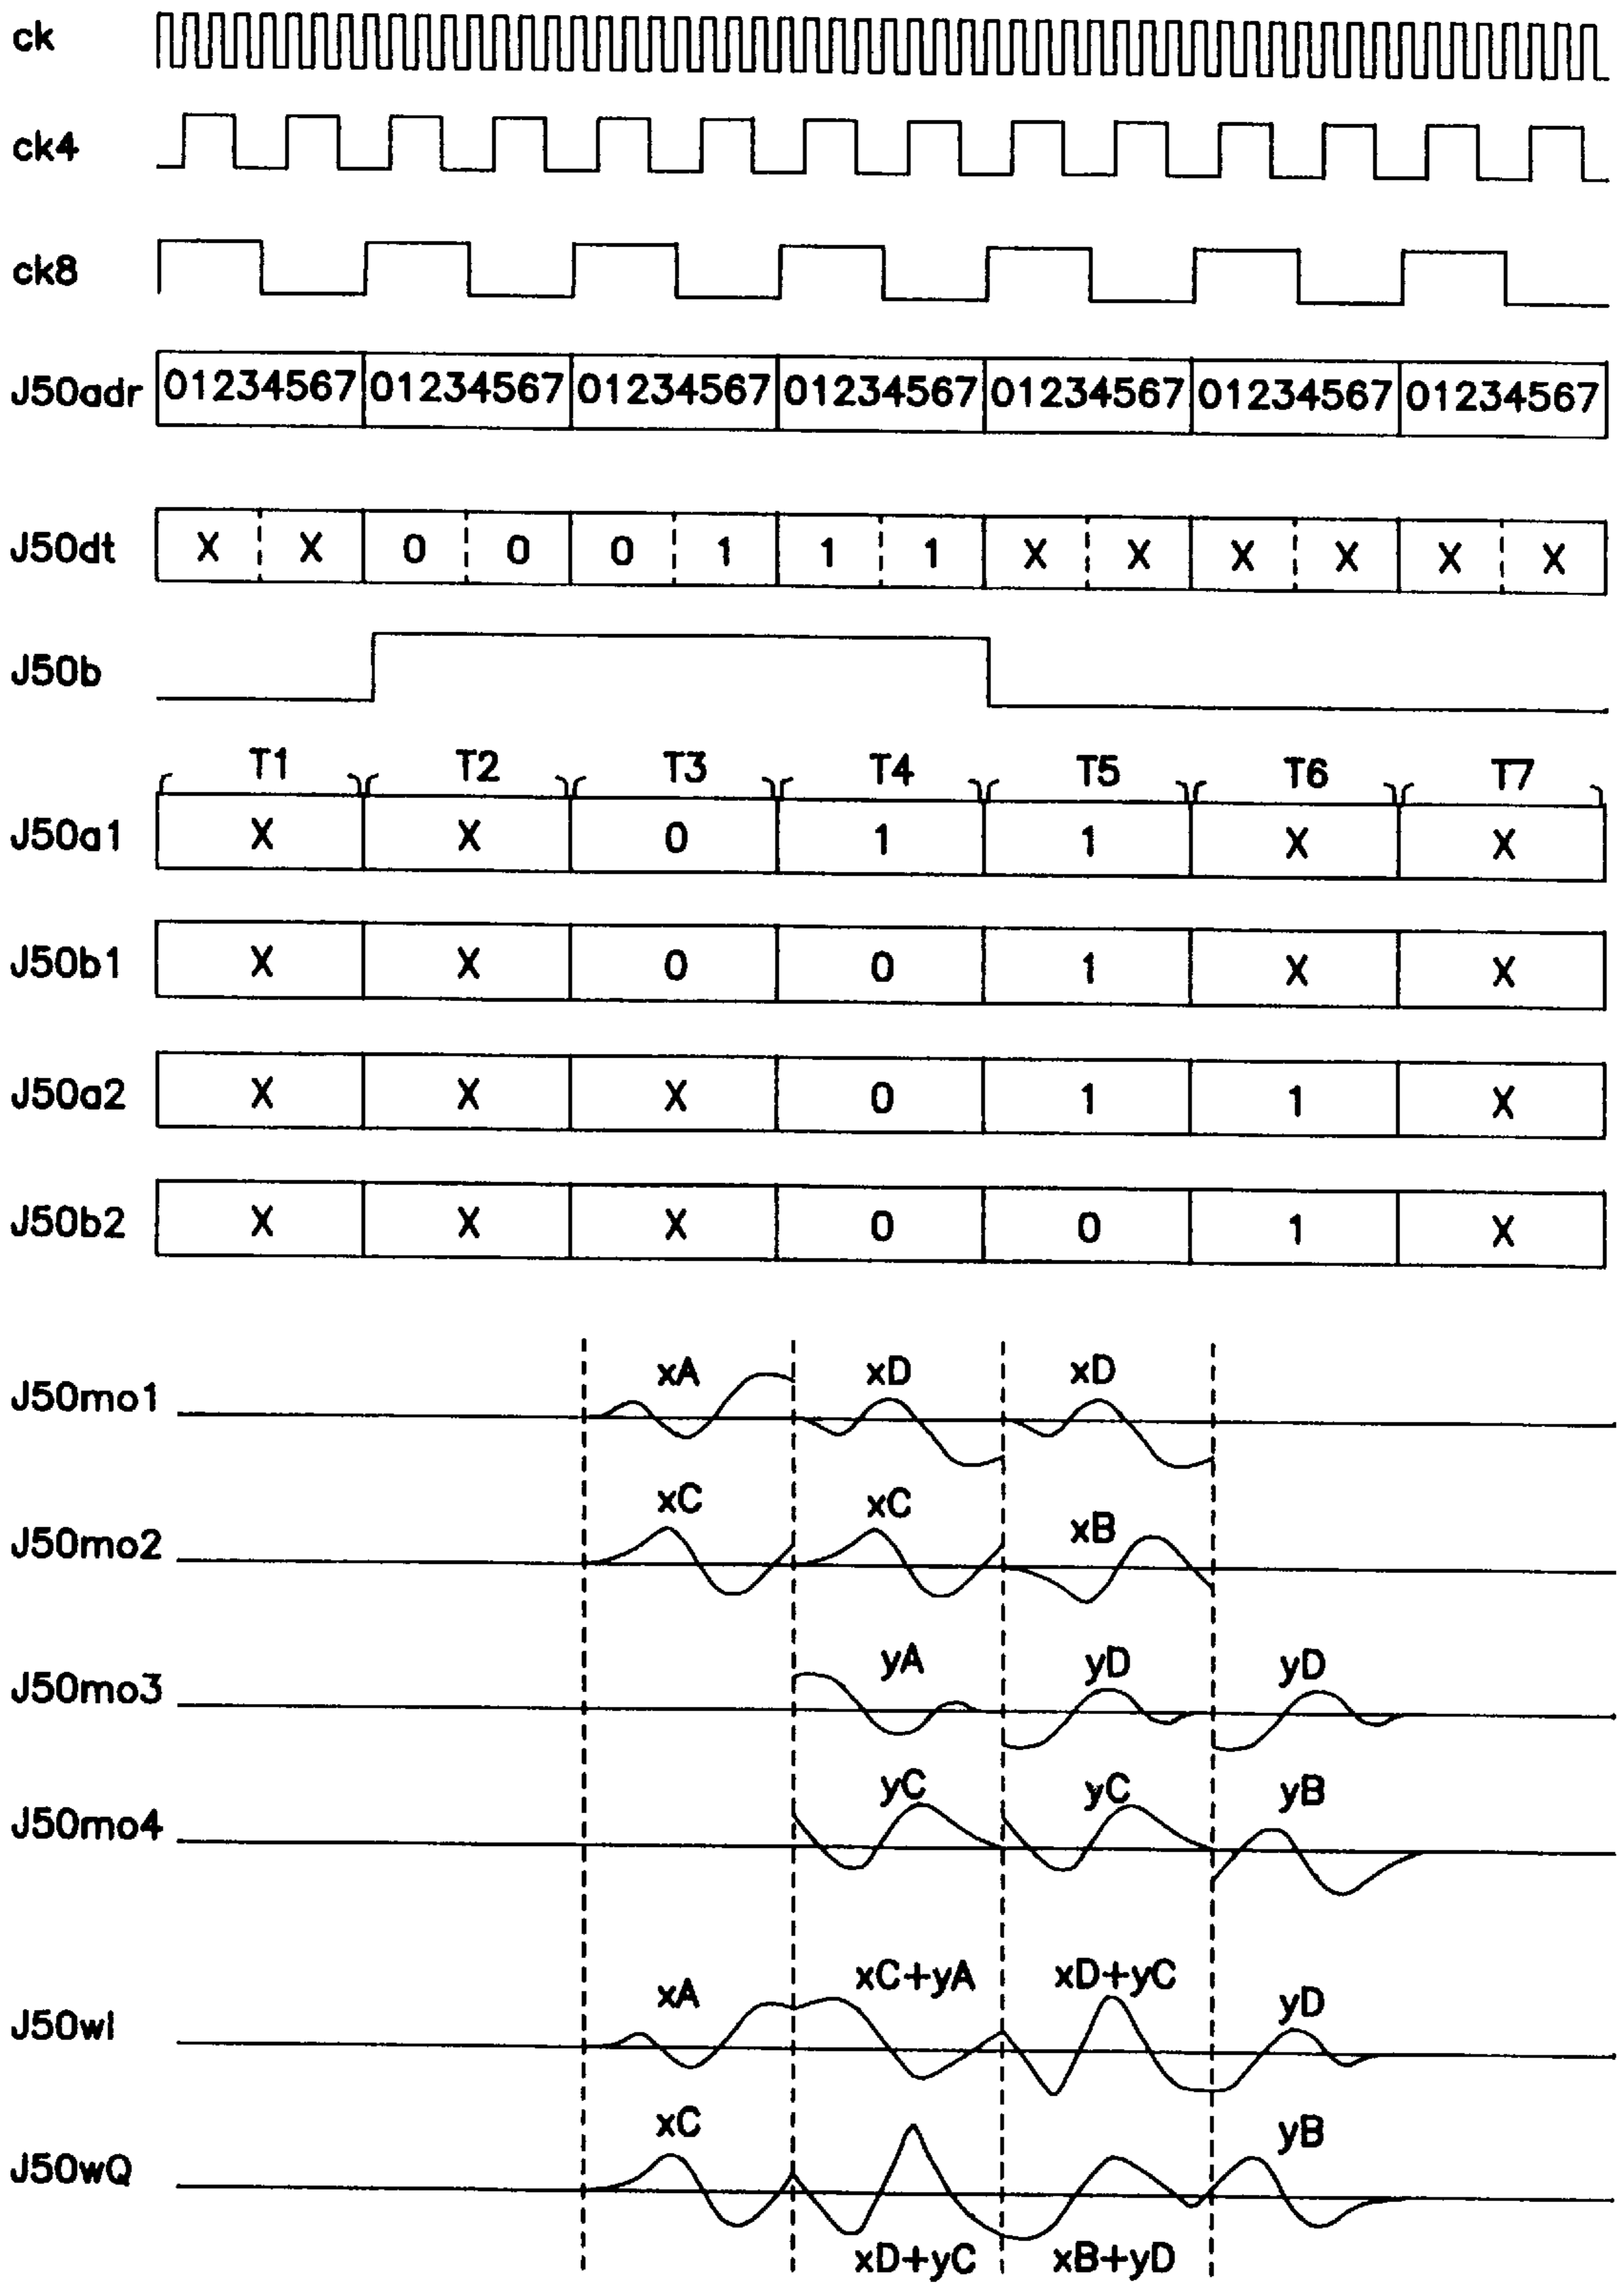 ck
ck4
ck8
J50adr 01234567 01234567 01234567 01234567 01234567 01234567 01234567
J50dt X X 0 0 0 1 1 1 X X X X X X
J50b
T1 T2 T3 T4 T5 T6 T7
J50a1 X X 0 1 1 X X
J50b1 X X 0 0 1 X X
J50a2 X X X 0 1 1 X
J50b2 X X X 0 0 1 X
J50mo1 xA xD xD
J50mo2 xC xC xB
J50mo3 yA yD yD
J50mo4 yC yC yB
J50wI xA xC+yA xD+yC yD
J50wQ xC yB
xD+yC xB+yD